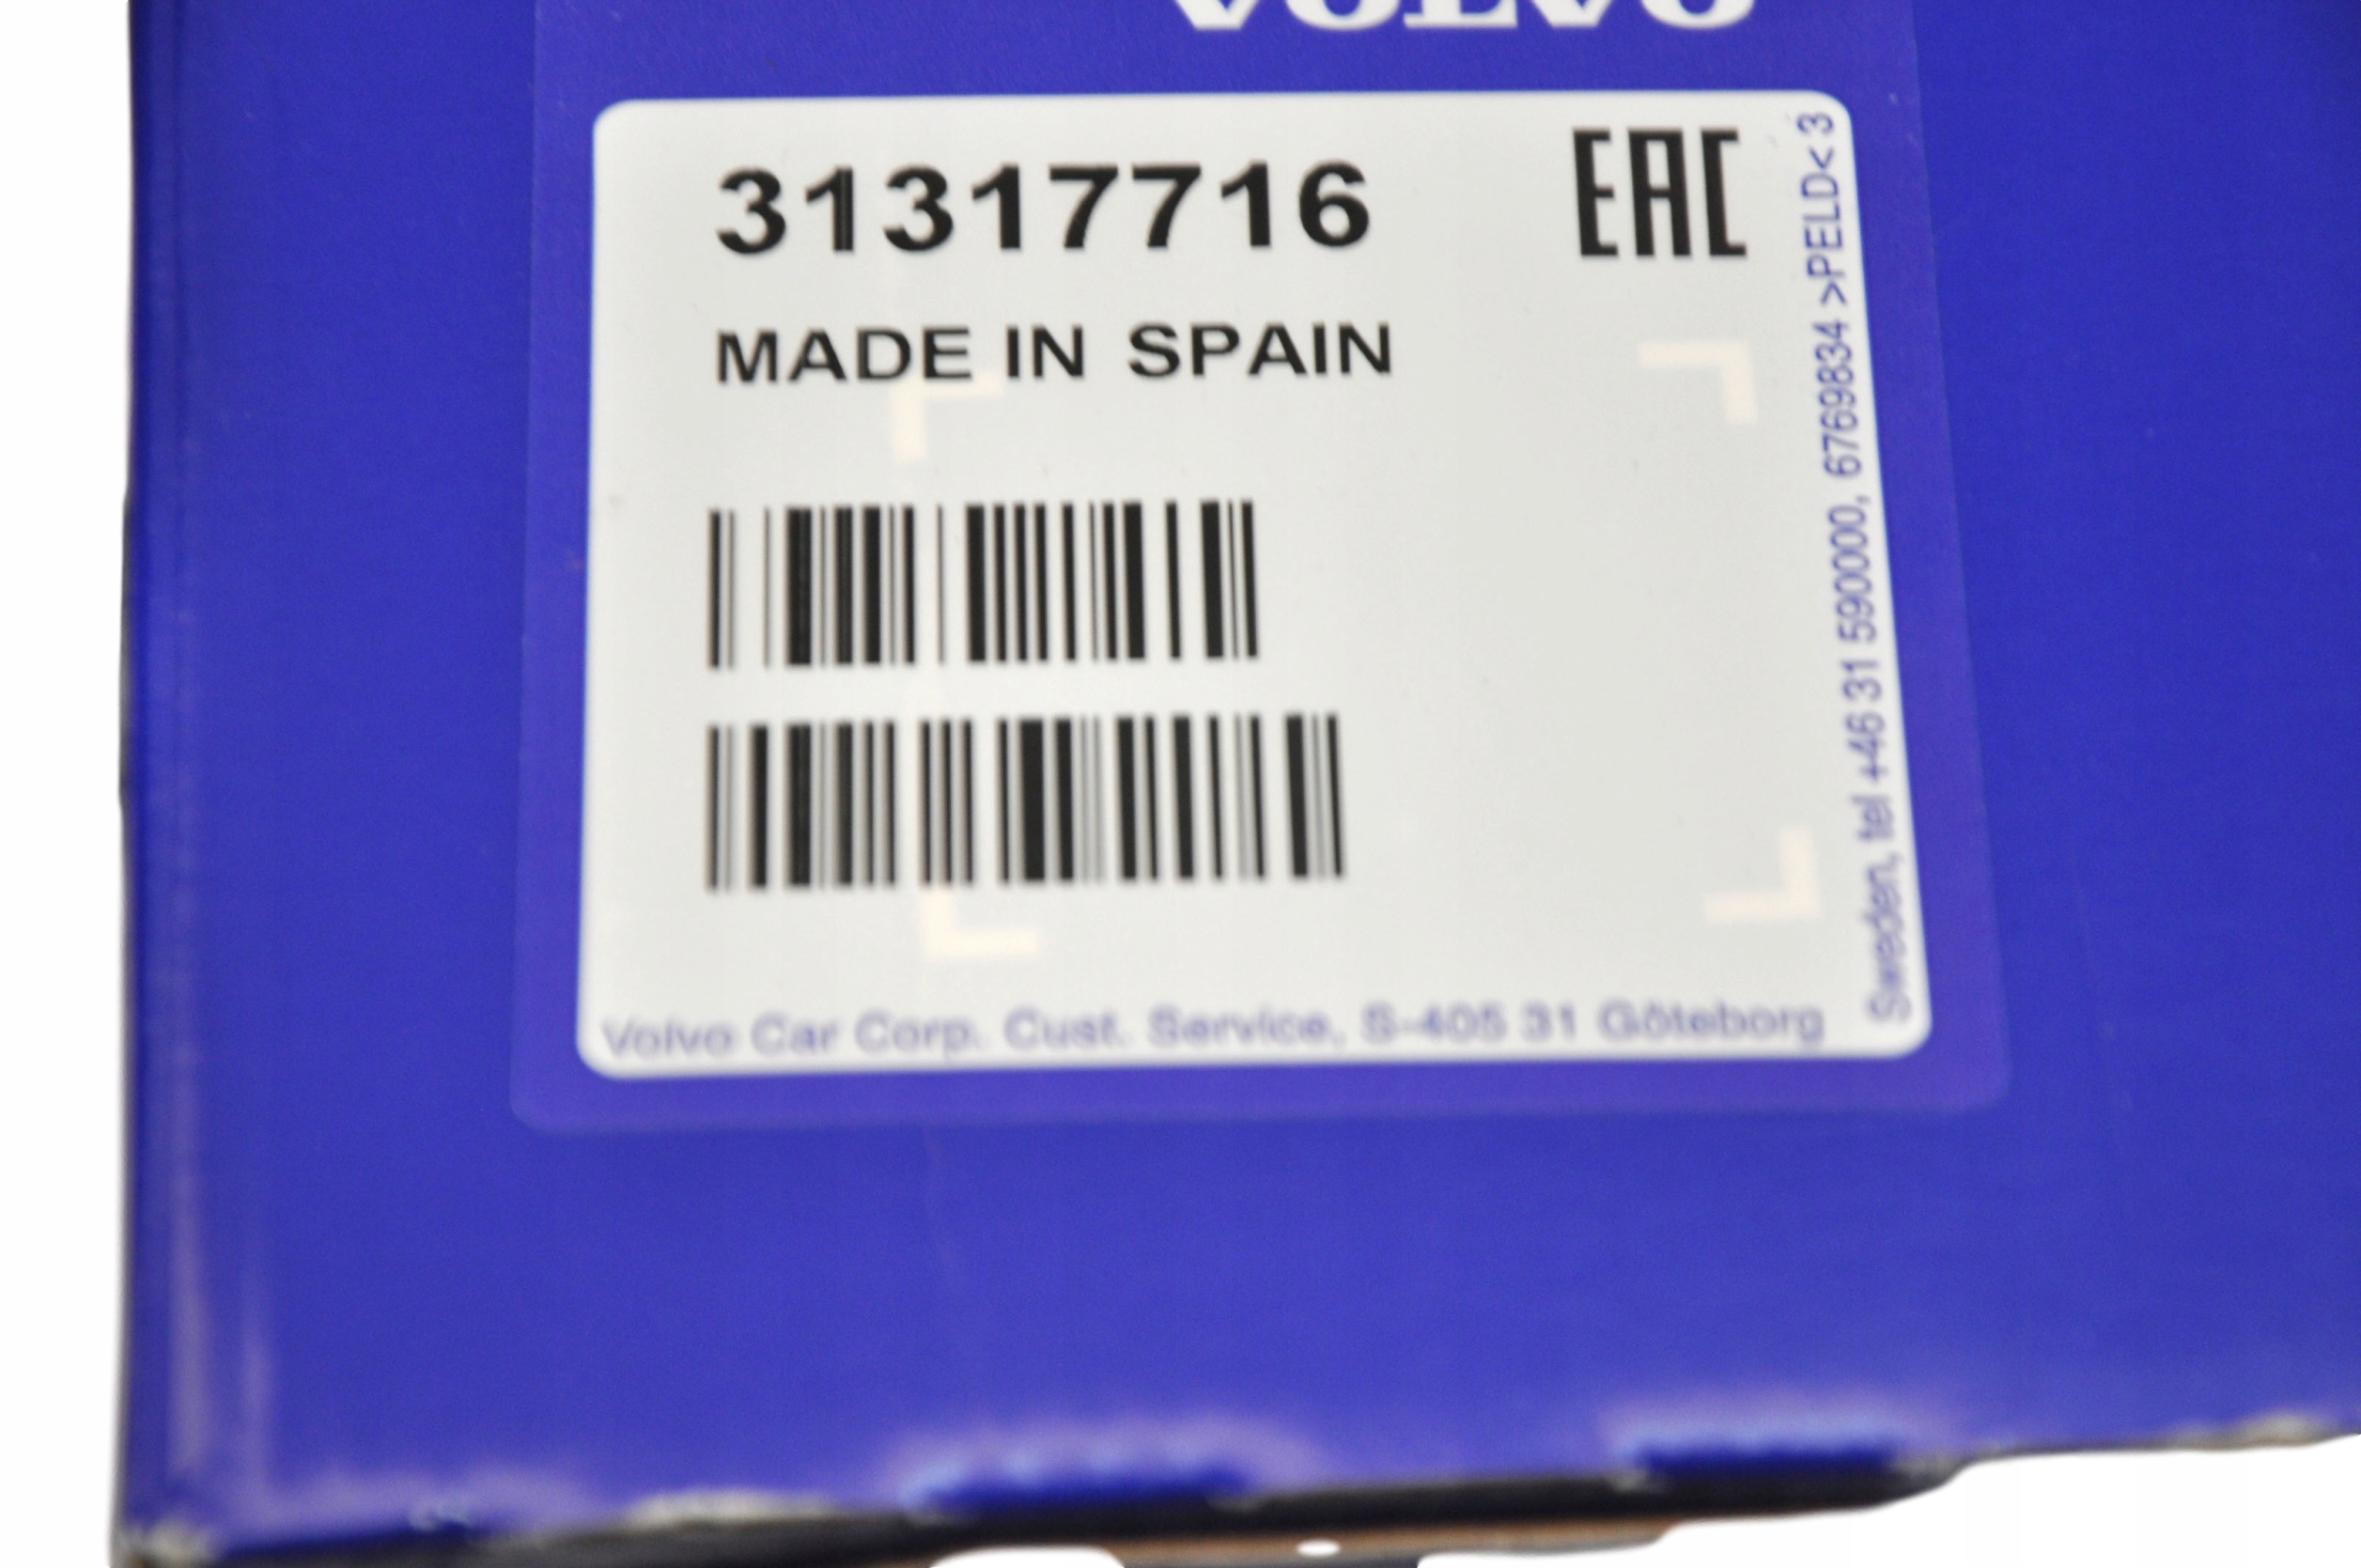 VOLVO
31317716
EAC
MADE IN SPAIN
Volvo Car Corp. Cust. Service, S-405 31 Göteborg
Sweden, tel +46 31 590000, 6769834 >PELD< 3